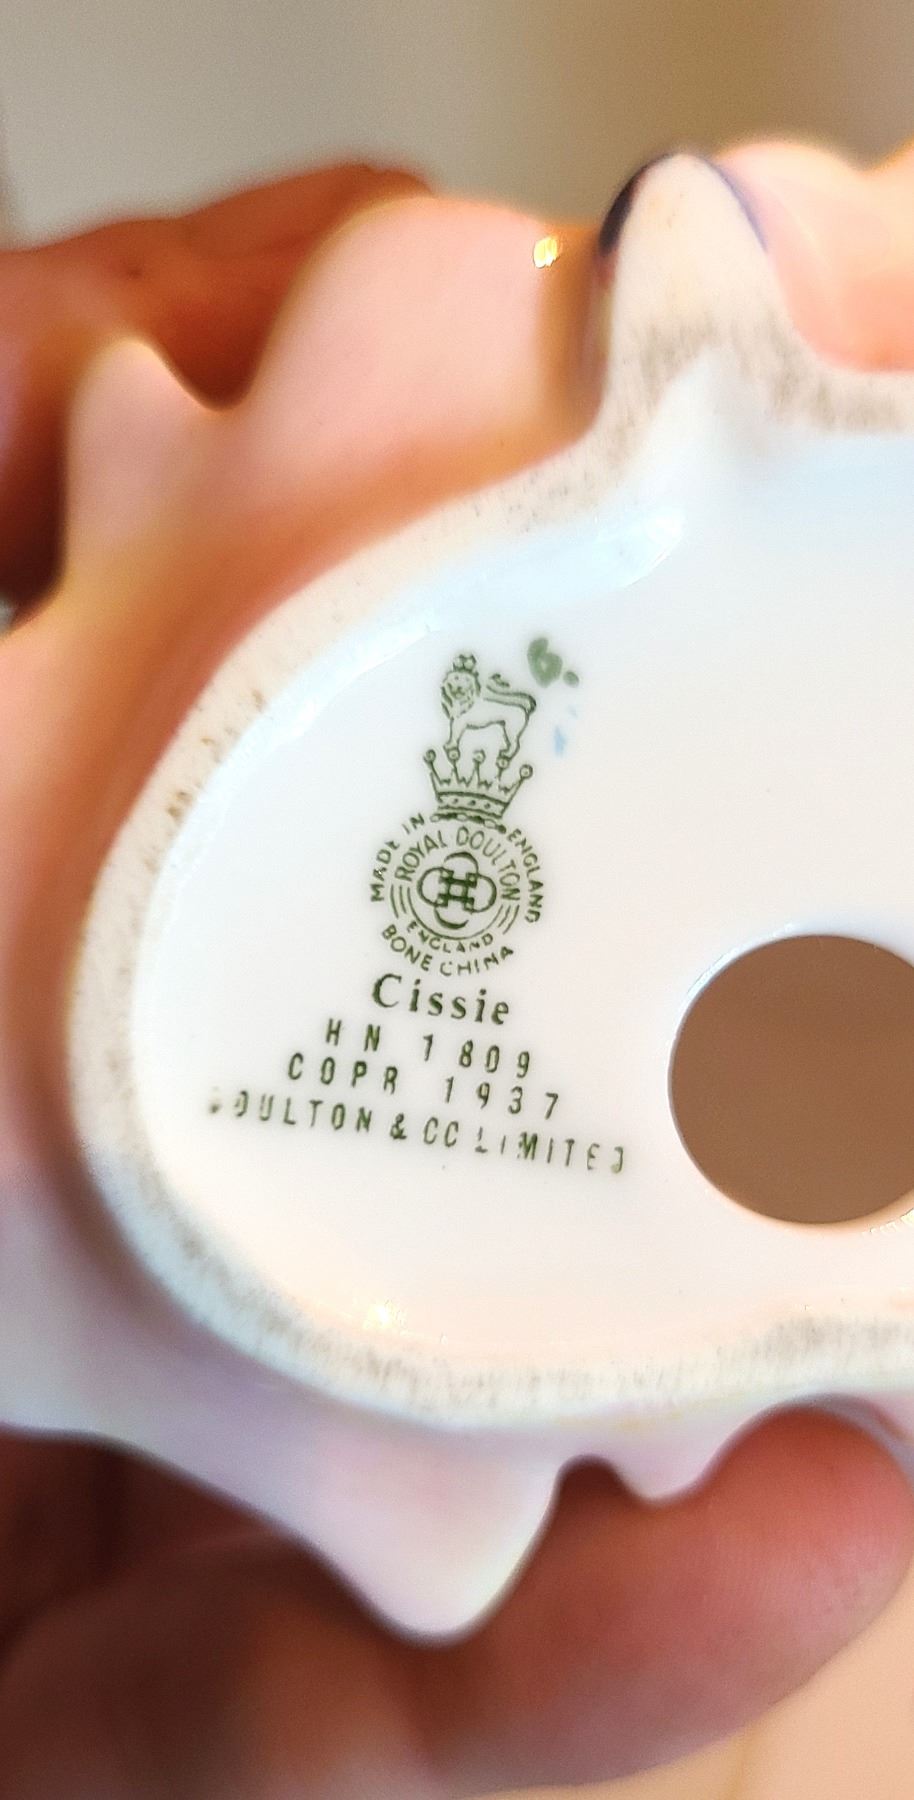 MADE IN ENGLAND
ROYAL DOULTON
ENGLAND
BONE CHINA
Cissie
HN 1809
COPR 1937
DOULTON & CO LIMITED